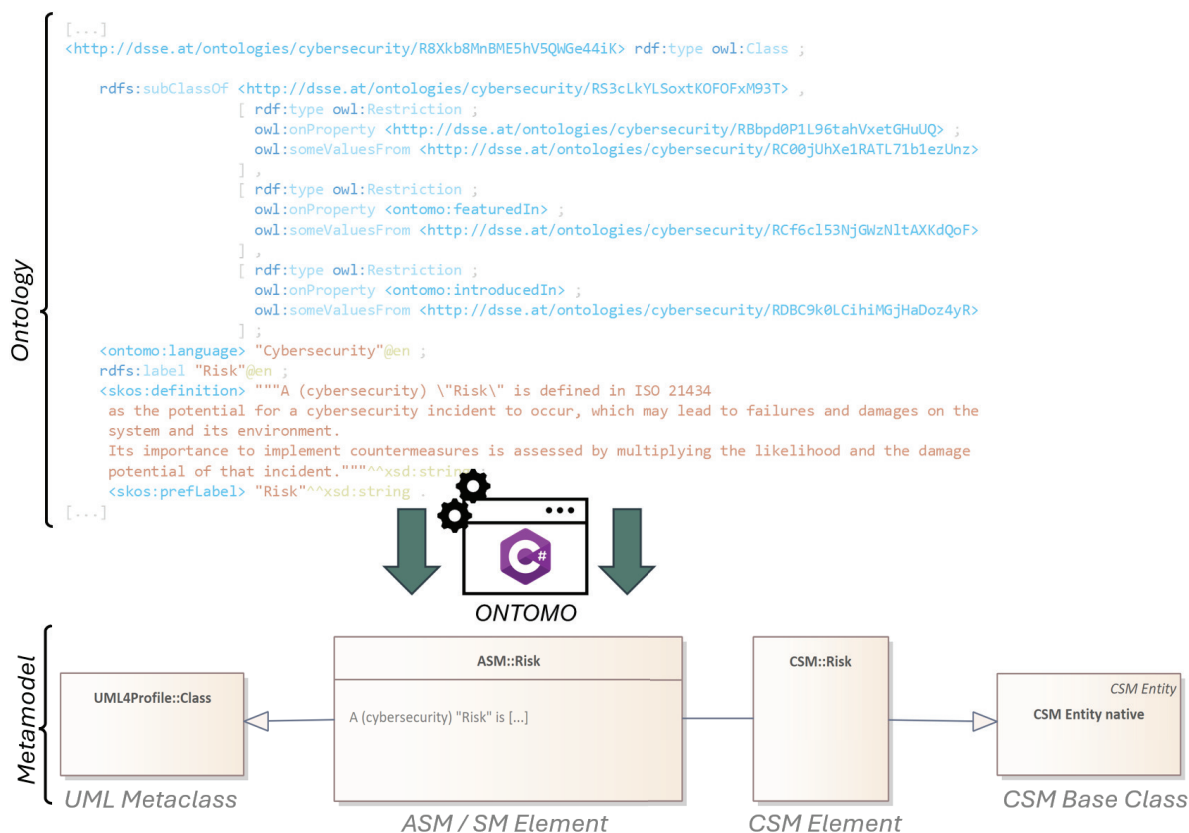 [...]
<http://dsse.at/ontologies/cybersecurity/R8Xkb8MnBME5hV5QWGe44iK> rdf:type owl:Class ;
rdfs:subClassOf <http://dsse.at/ontologies/cybersecurity/RS3cLkYLSoxtKOFOFxM93T> ,
[ rdf:type owl:Restriction ;
owl:onProperty <http://dsse.at/ontologies/cybersecurity/RBbpd0P1L96tahVxetGHuUQ> ;
owl:someValuesFrom <http://dsse.at/ontologies/cybersecurity/RC00jUhXe1RATL71b1ezUnz>
] ,
[ rdf:type owl:Restriction ;
owl:onProperty <ontomo:featuredIn> ;
owl:someValuesFrom <http://dsse.at/ontologies/cybersecurity/RCf6cl53NjGWzNltAXKdQoF>
] ,
[ rdf:type owl:Restriction ;
owl:onProperty <ontomo:introducedIn> ;
owl:someValuesFrom <http://dsse.at/ontologies/cybersecurity/RDBC9k0LCihiMGjHaDoz4yR>
] ;
<ontomo:language> "Cybersecurity"@en ;
rdfs:label "Risk"@en ;
<skos:definition> """A (cybersecurity) \"Risk\" is defined in ISO 21434
as the potential for a cybersecurity incident to occur, which may lead to failures and damages on the
system and its environment.
Its importance to implement countermeasures is assessed by multiplying the likelihood and the damage
potential of that incident."""^^xsd:string ;
<skos:prefLabel> "Risk"^^xsd:string .
[...]
Ontology
C#
ONTOMO
Metamodel
UML4Profile::Class
UML Metaclass
ASM::Risk
A (cybersecurity) "Risk" is [...]
ASM / SM Element
CSM::Risk
CSM Element
CSM Entity
CSM Entity native
CSM Base Class